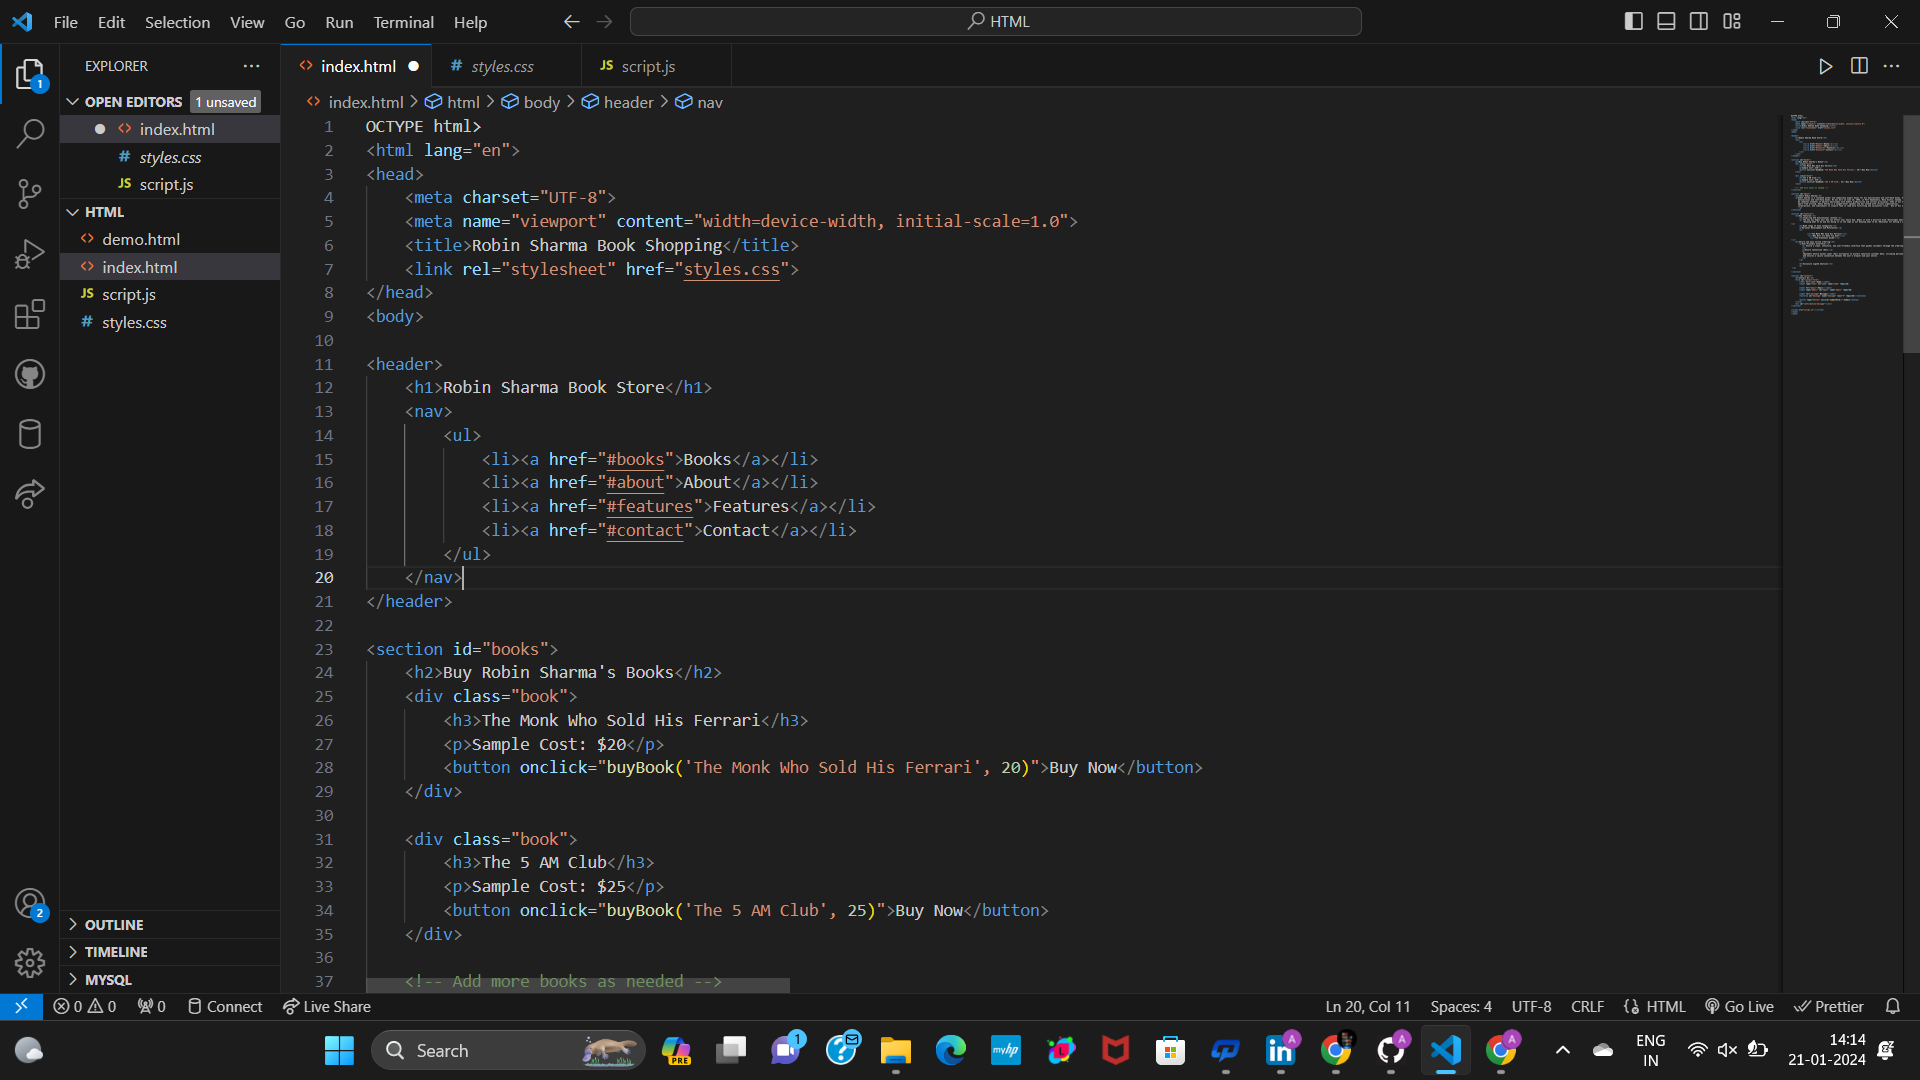 File Edit Selection View Go Run Terminal Help
HTML
EXPLORER
OPEN EDITORS 1 unsaved
index.html
styles.css
script.js
HTML
demo.html
index.html
script.js
styles.css
OUTLINE
TIMELINE
MYSQL
1
2
index.html styles.css script.js
index.html > html > body > header > nav
1 OCTYPE html>
2 <html lang="en">
3 <head>
4 <meta charset="UTF-8">
5 <meta name="viewport" content="width=device-width, initial-scale=1.0">
6 <title>Robin Sharma Book Shopping</title>
7 <link rel="stylesheet" href="styles.css">
8 </head>
9 <body>
10
11 <header>
12 <h1>Robin Sharma Book Store</h1>
13 <nav>
14 <ul>
15 <li><a href="#books">Books</a></li>
16 <li><a href="#about">About</a></li>
17 <li><a href="#features">Features</a></li>
18 <li><a href="#contact">Contact</a></li>
19 </ul>
20 </nav>
21 </header>
22
23 <section id="books">
24 <h2>Buy Robin Sharma's Books</h2>
25 <div class="book">
26 <h3>The Monk Who Sold His Ferrari</h3>
27 <p>Sample Cost: $20</p>
28 <button onclick="buyBook('The Monk Who Sold His Ferrari', 20)">Buy Now</button>
29 </div>
30
31 <div class="book">
32 <h3>The 5 AM Club</h3>
33 <p>Sample Cost: $25</p>
34 <button onclick="buyBook('The 5 AM Club', 25)">Buy Now</button>
35 </div>
36
37 <!-- Add more books as needed -->
0 0 0 Connect Live Share
Ln 20, Col 11 Spaces: 4 UTF-8 CRLF HTML Go Live Prettier
Search
PRE
1
myhp
in
A
A
A
ENG
IN
14:14
21-01-2024